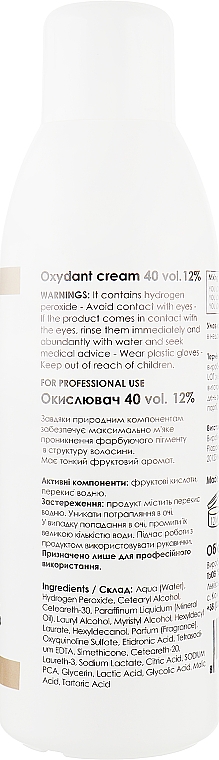 Oxydant cream 40 vol.12%
WARNINGS: It contains hydrogen
peroxide - Avoid contact with eyes -
If the product comes in contact with
the eyes, rinse them immediately and
abundantly with water and seek
medical advice - Wear plastic gloves -
Keep out of reach of children.
FOR PROFESSIONAL USE
Окислювач 40 vol. 12%
Завдяки природним компонентам
забезпечує максимально м'яке
проникнення фарбуючого пігменту
в структуру волосини.
Має тонкий фруктовий аромат.
Активні компоненти: фруктові кислоти
перекис водню.
Застереження: продукт містить перекис
водню. Уникати потрапляння в очі.
У випадку попадання в очі, промити їх
великою кількістю води. Підчас роботи з
продуктом використовувати рукавички.
Призначено лише для професійного
використання.
Ingredients / Склад: Aqua (Water),
Hydrogen Peroxide, Cetearyl Alcohol,
Ceteareth-30, Paraffinum Liquidum (Mineral
Oil), Lauryl Alcohol, Myristyl Alcohol, Hexyldecyl
Laurate, Hexyldecanol, Parfum (Fragrance),
Oxyquinoline Sulfate, Etidronic Acid,
EDTA, Simethicone, Ceteareth-20,
Laureth-3, Sodium Lactate, Citric Acid, SODIUM
PCA, Glycerin, Lactic Acid, Glycolic Acid, Malic
Acid, Tartaric Acid